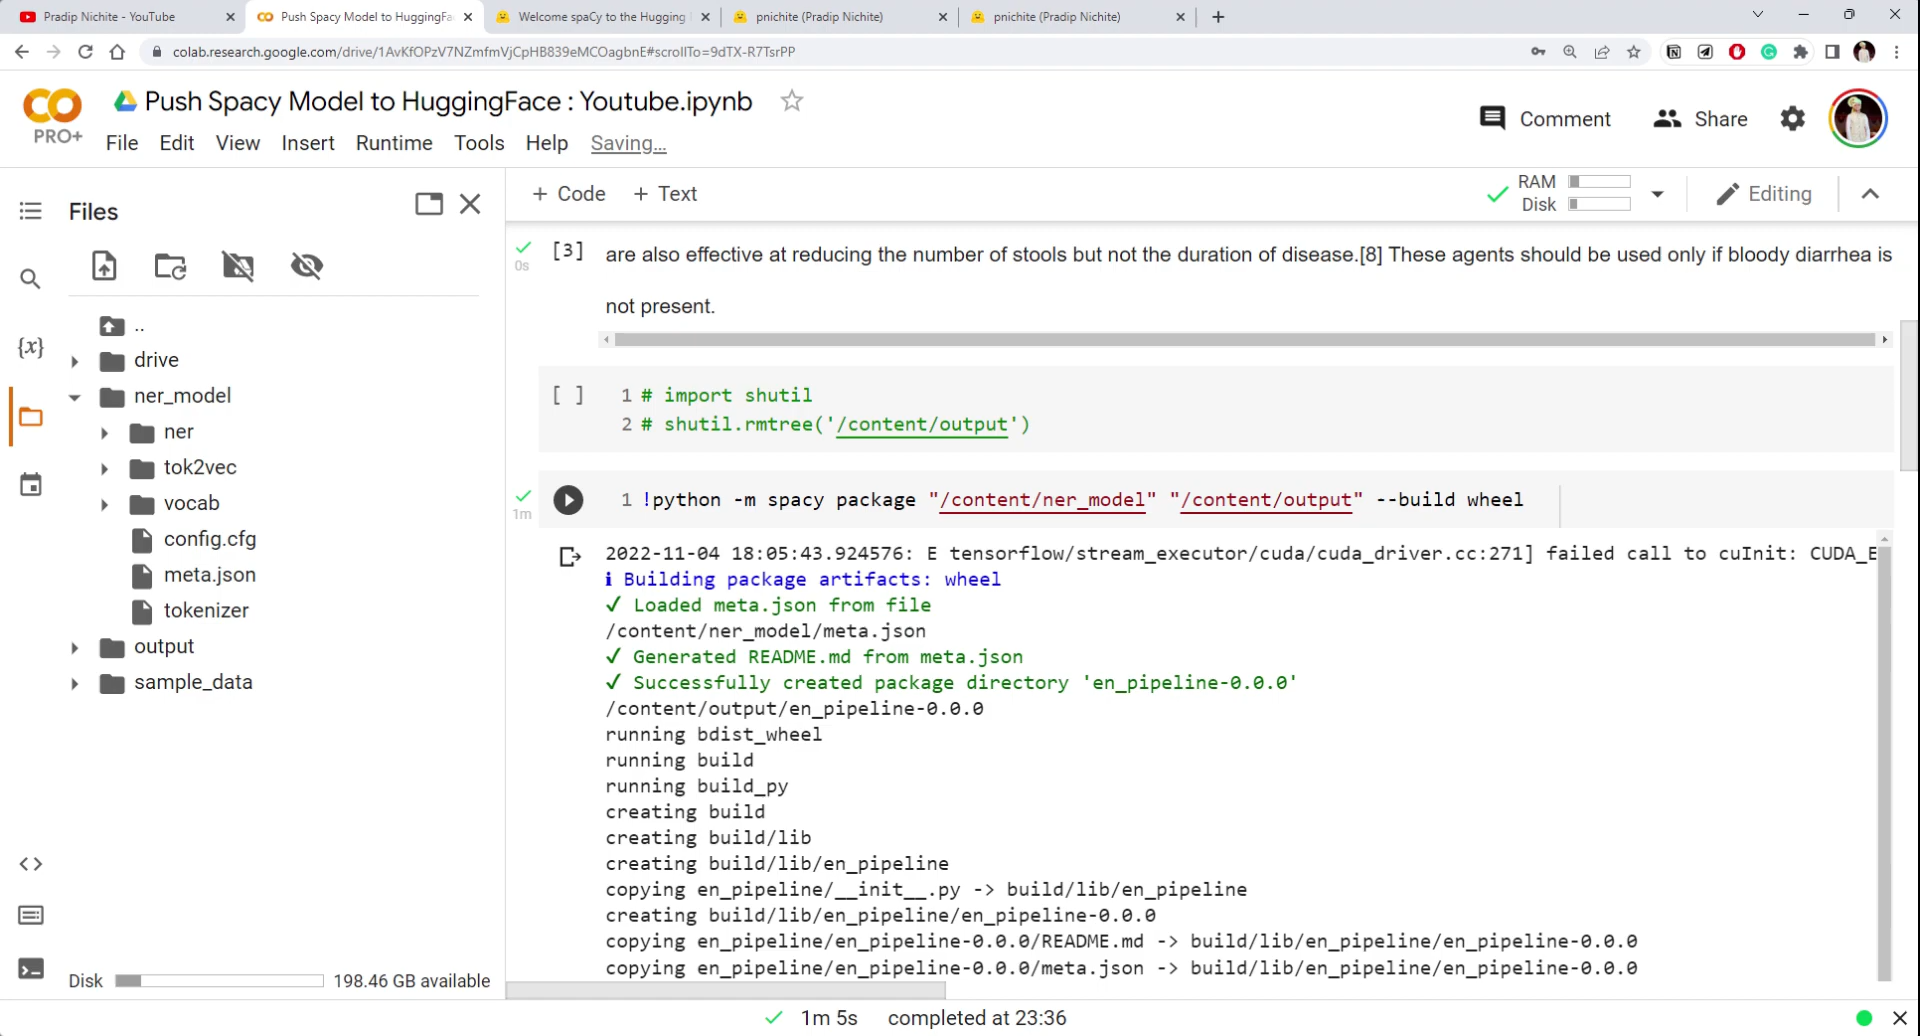 Pradip Nichite - YouTube
Push Spacy Model to HuggingFa
Welcome spaCy to the Hugging
pnichite (Pradip Nichite)
pnichite (Pradip Nichite)
colab.research.google.com/drive/1AvKfOPzV7NZmfmVjCpHB839eMCOagbnE#scrollTo=9dTX-R7TsrPP
CO
PRO+
Push Spacy Model to HuggingFace : Youtube.ipynb
Comment
Share
File Edit View Insert Runtime Tools Help Saving...
Files
+ Code + Text
RAM
Disk
Editing
..
drive
ner_model
ner
tok2vec
vocab
config.cfg
meta.json
tokenizer
output
sample_data
{x}
Disk 198.46 GB available
[3]
0s
are also effective at reducing the number of stools but not the duration of disease.[8] These agents should be used only if bloody diarrhea is
not present.
[ ]
1 # import shutil
2 # shutil.rmtree('/content/output')
1m
1 !python -m spacy package "/content/ner_model" "/content/output" --build wheel
2022-11-04 18:05:43.924576: E tensorflow/stream_executor/cuda/cuda_driver.cc:271] failed call to cuInit: CUDA_E
ℹ Building package artifacts: wheel
✓ Loaded meta.json from file
/content/ner_model/meta.json
✓ Generated README.md from meta.json
✓ Successfully created package directory 'en_pipeline-0.0.0'
/content/output/en_pipeline-0.0.0
running bdist_wheel
running build
running build_py
creating build
creating build/lib
creating build/lib/en_pipeline
copying en_pipeline/__init__.py -> build/lib/en_pipeline
creating build/lib/en_pipeline/en_pipeline-0.0.0
copying en_pipeline/en_pipeline-0.0.0/README.md -> build/lib/en_pipeline/en_pipeline-0.0.0
copying en_pipeline/en_pipeline-0.0.0/meta.json -> build/lib/en_pipeline/en_pipeline-0.0.0
1m 5s completed at 23:36